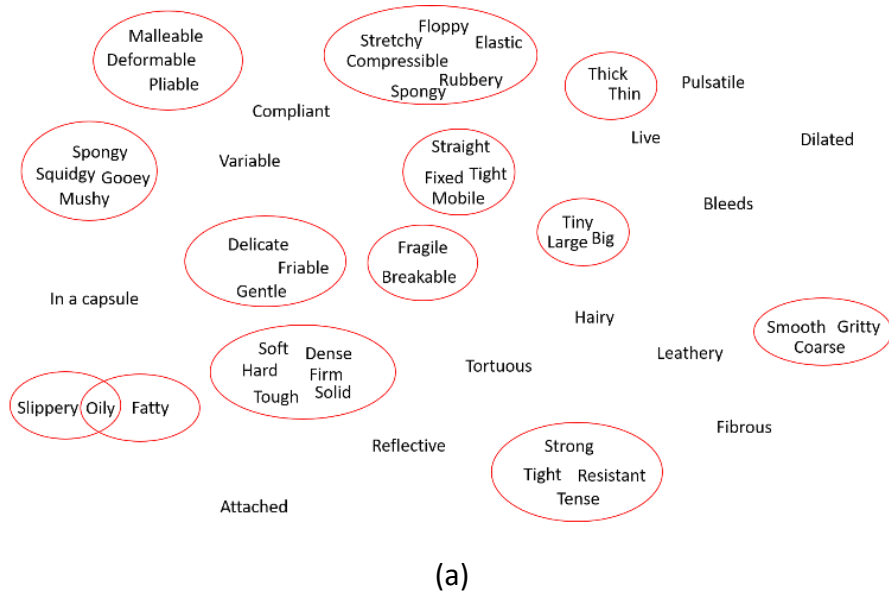 Malleable
Deformable
Pliable
Floppy
Stretchy
Elastic
Compressible
Rubbery
Spongy
Thick
Thin
Pulsatile
Compliant
Live
Dilated
Spongy
Squidgy Gooey
Mushy
Variable
Straight
Fixed Tight
Mobile
Bleeds
Tiny
Large Big
Delicate
Friable
Gentle
Fragile
Breakable
In a capsule
Hairy
Smooth Gritty
Coarse
Soft Dense
Hard Firm
Tough Solid
Tortuous
Leathery
Slippery Oily Fatty
Reflective
Fibrous
Strong
Tight Resistant
Tense
Attached
(a)